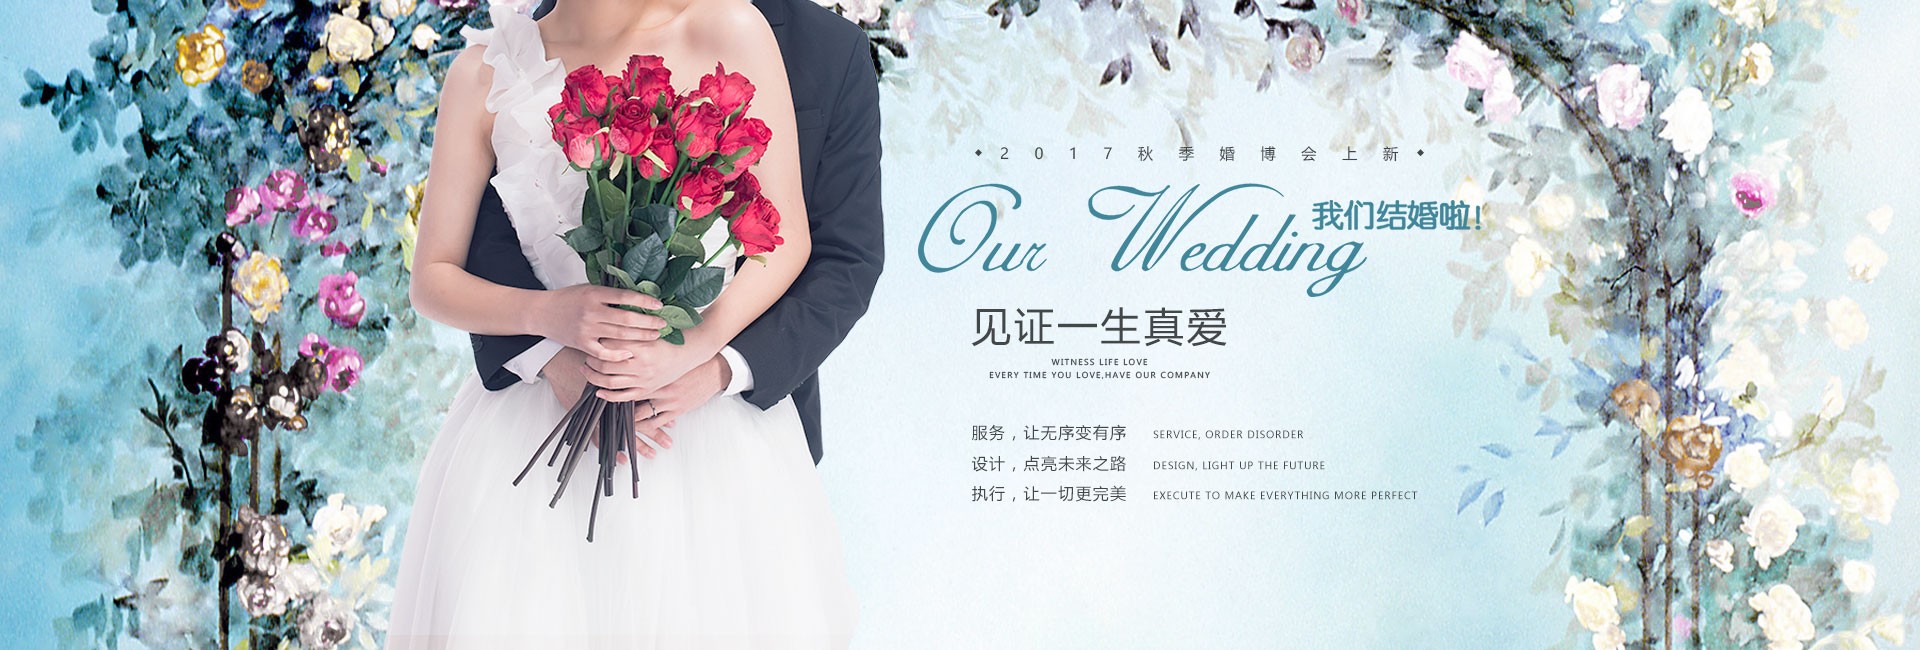 2017秋季婚博会上新
Our Wedding 我们结婚啦!
见证一生真爱
WITNESS LIFE LOVE
EVERY TIME YOU LOVE,HAVE OUR COMPANY
服务，让无序变有序 SERVICE, ORDER DISORDER
设计，点亮未来之路 DESIGN, LIGHT UP THE FUTURE
执行，让一切更完美 EXECUTE TO MAKE EVERYTHING MORE PERFECT